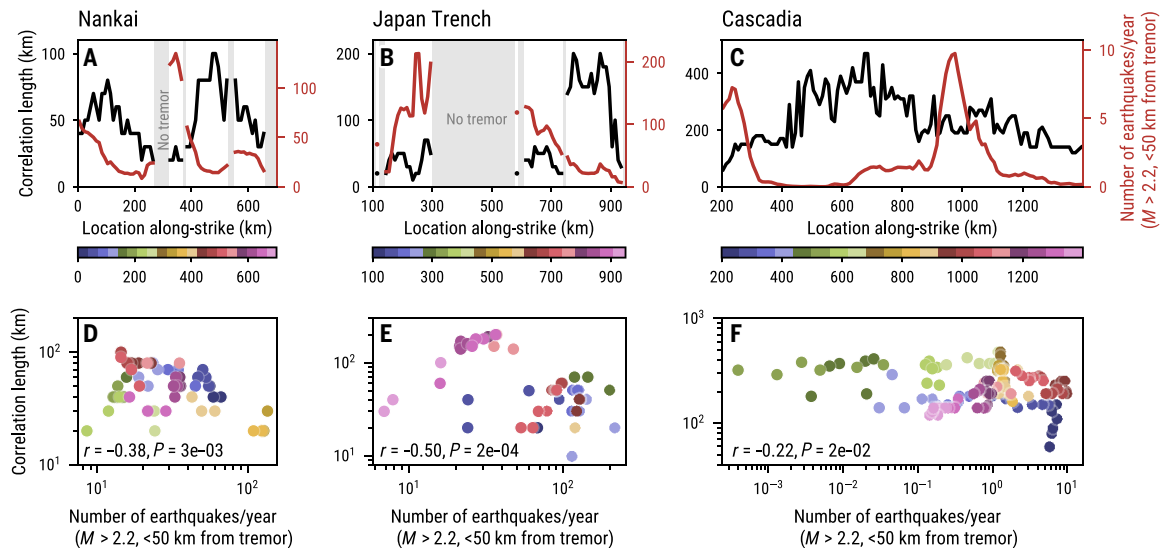 Nankai
Japan Trench
Cascadia
A
B
C
Correlation length (km)
100
50
0
No tremor
100
50
0
200
100
0
No tremor
200
100
0
400
200
0
10
5
0
Number of earthquakes/year
(M > 2.2, <50 km from tremor)
0 200 400 600
100 300 500 700 900
200 400 600 800 1000 1200
Location along-strike (km)
Location along-strike (km)
Location along-strike (km)
0 100 200 300 400 500 600
100 300 500 700 900
200 400 600 800 1000 1200
D
E
F
Correlation length (km)
10²
10¹
10²
10¹
10³
10²
r = –0.38, P = 3e–03
r = –0.50, P = 2e–04
r = –0.22, P = 2e–02
10¹ 10²
10¹ 10²
10⁻³ 10⁻² 10⁻¹ 10⁰ 10¹
Number of earthquakes/year
(M > 2.2, <50 km from tremor)
Number of earthquakes/year
(M > 2.2, <50 km from tremor)
Number of earthquakes/year
(M > 2.2, <50 km from tremor)